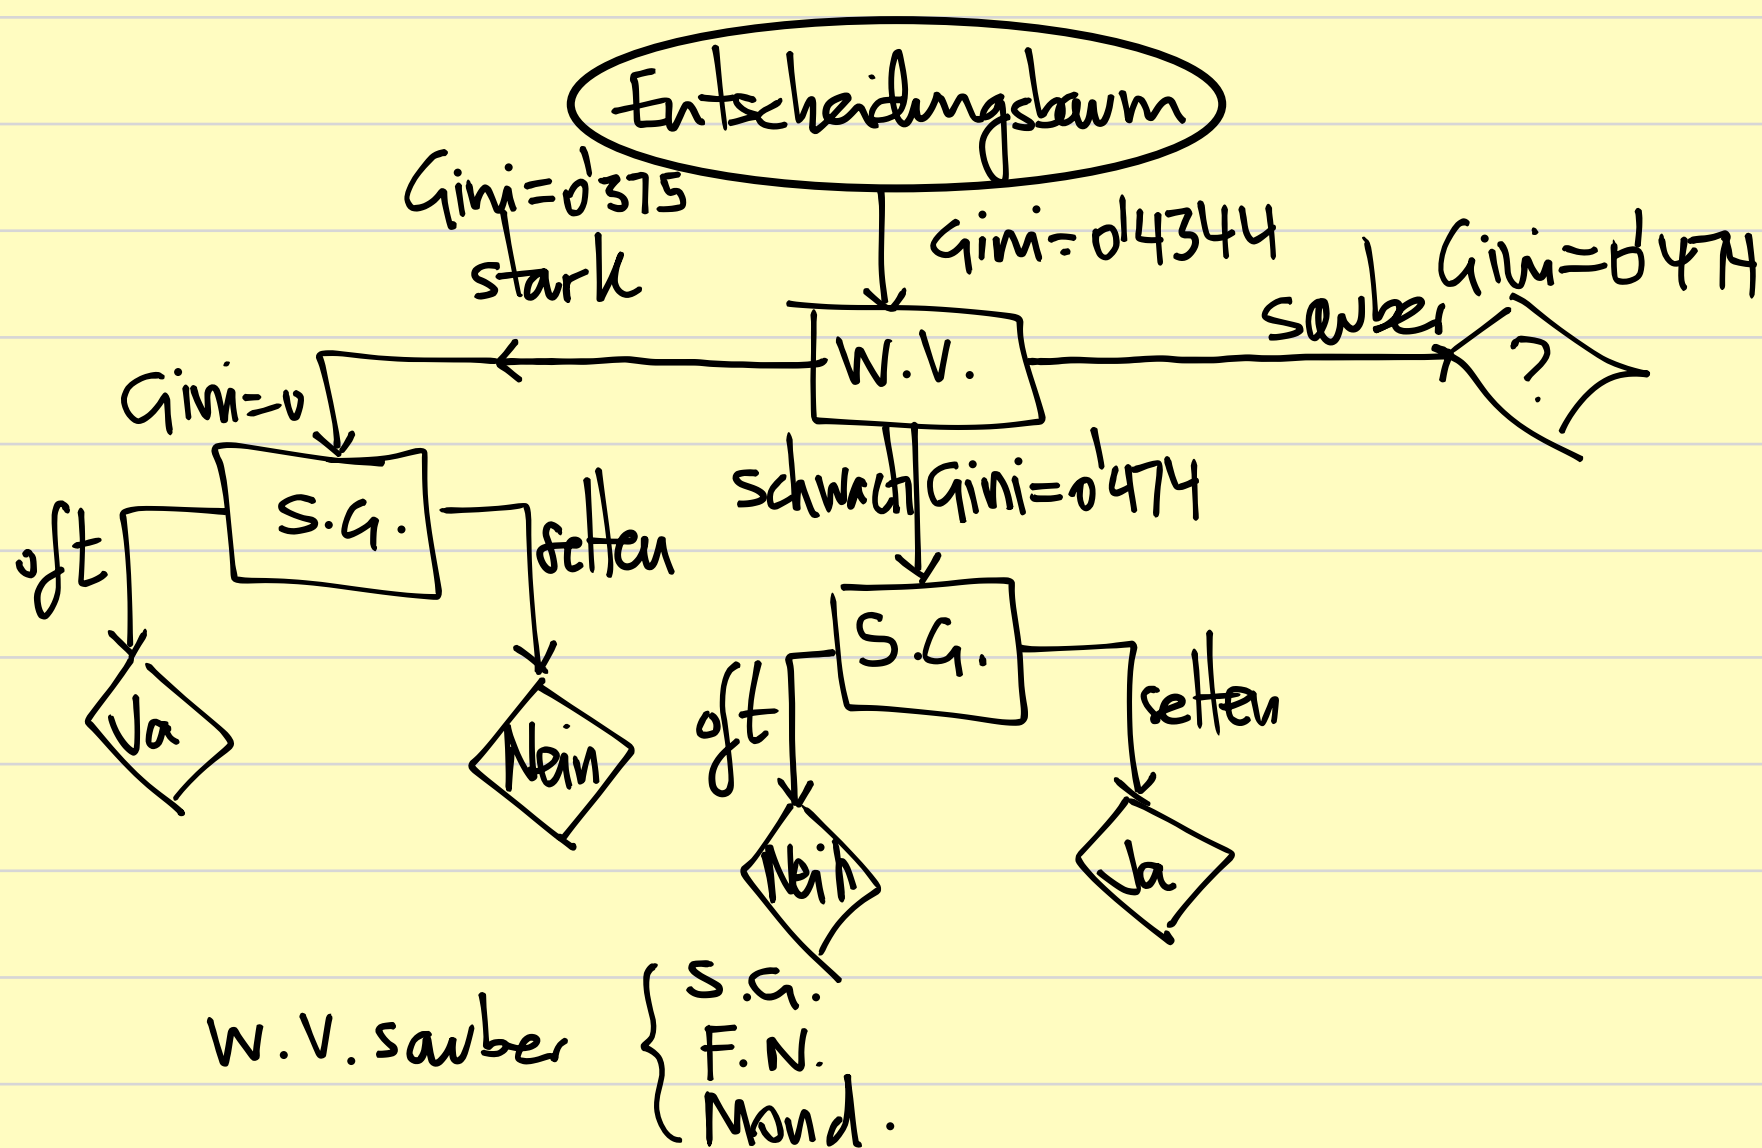 Entscheidungsbaum
Gini=0'375
stark
Gini=0'4344
sauber
Gini=0'474
W.V.
?
Gini=0
schwach
Gini=0'474
S.G.
oft
selten
S.G.
oft
selten
Ja
Nein
Nein
Ja
W.V. sauber { S.G.
F.N.
Mond.